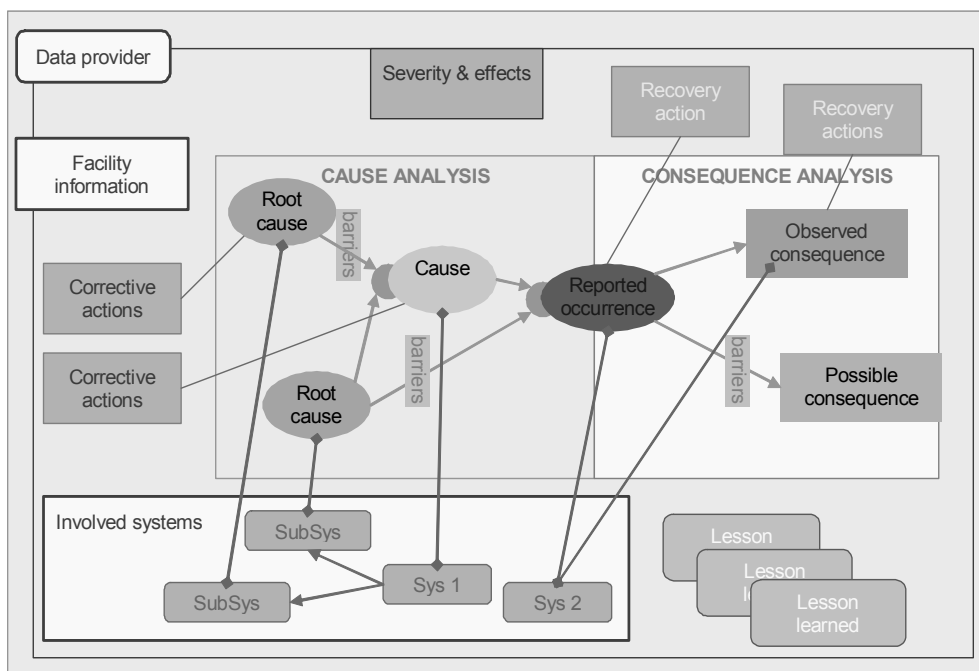 Data provider
Severity & effects
Recovery
action
Recovery
actions
Facility
information
CAUSE ANALYSIS
CONSEQUENCE ANALYSIS
Root
cause
barriers
Observed
consequence
Cause
Corrective
actions
Reported
occurrence
barriers
barriers
Corrective
actions
Root
cause
Possible
consequence
Involved systems
SubSys
SubSys
Sys 1
Sys 2
Lesson
Lesson
Lesson
learned